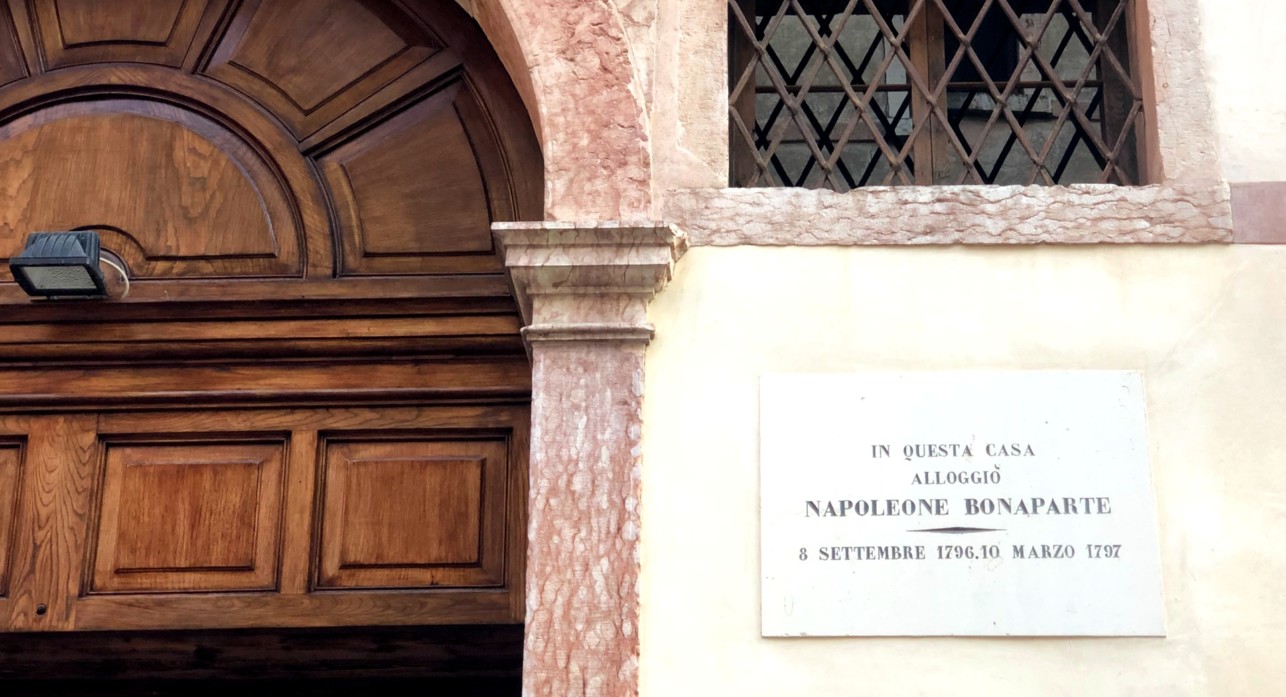 IN QUESTA CASA
ALLOGGIÒ
NAPOLEONE BONAPARTE
8 SETTEMBRE 1796.10 MARZO 1797